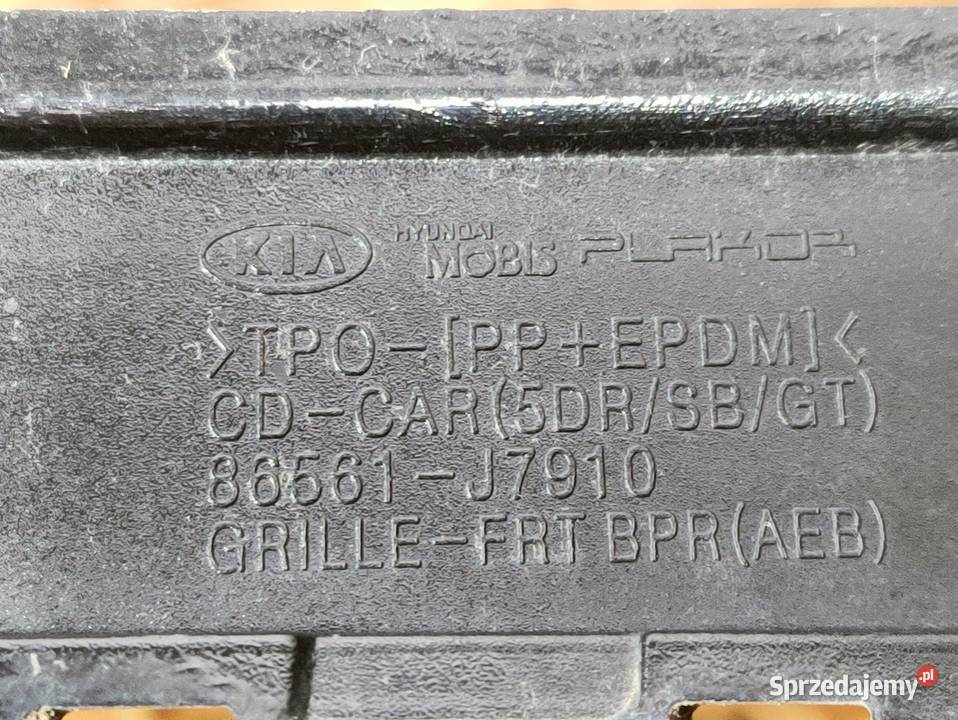 KIA HYUNDAI MOBIS PLAKOR
>TPO-[PP+EPDM]<
CD-CAR(5DR/SB/GT)
86561-J7910
GRILLE-FRT BPR(AEB)
Sprzedajemy.pl